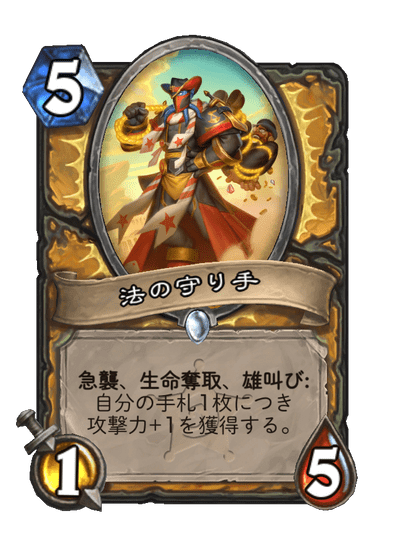 5
法の守り手
急襲、生命奪取、雄叫び:
自分の手札1枚につき
攻撃力+1を獲得する。
1
5